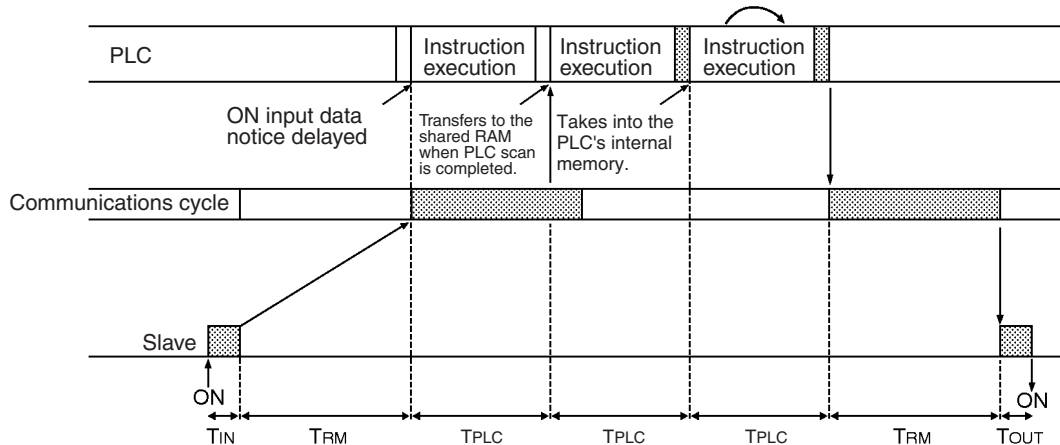 PLC
Instruction
execution
Instruction
execution
Instruction
execution
ON input data
notice delayed
Transfers to the
shared RAM
when PLC scan
is completed.
Takes into the
PLC's internal
memory.
Communications cycle
Slave
ON
ON
TIN
TRM
TPLC
TPLC
TPLC
TRM
TOUT